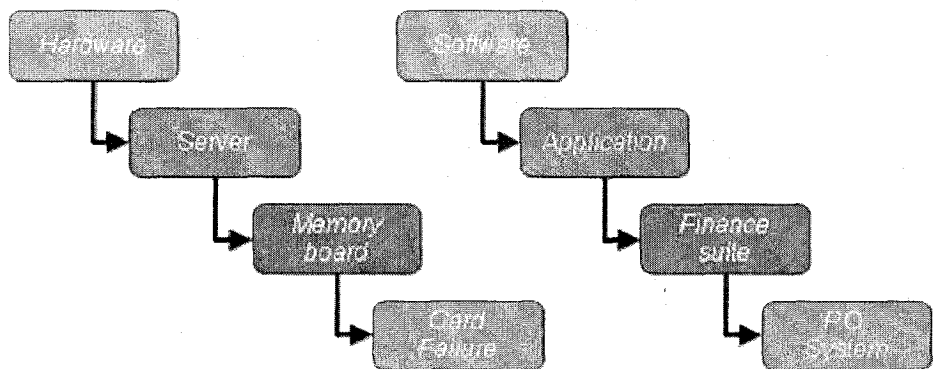 Hardware
Server
Memory
board
Card
Failure
Software
Application
Finance
suite
PO
System